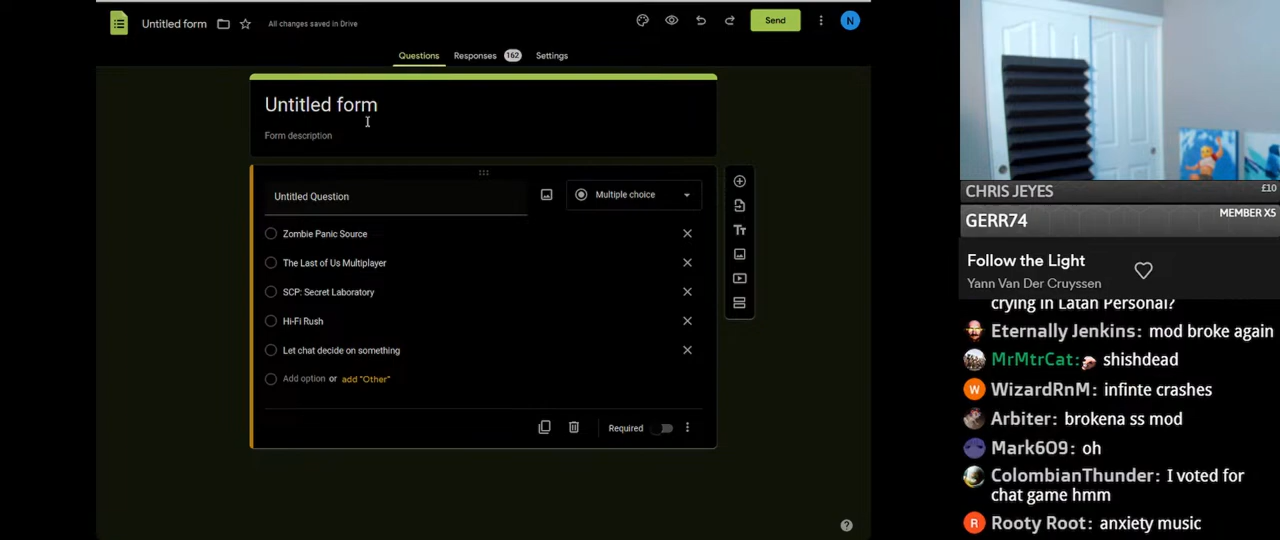 Untitled form
All changes saved in Drive
Send
N
Questions
Responses 162
Settings
Untitled form
Form description
Untitled Question
Multiple choice
Zombie Panic Source
The Last of Us Multiplayer
SCP: Secret Laboratory
Hi-Fi Rush
Let chat decide on something
Add option or add "Other"
Required
Tт
CHRIS JEYES £10
GERR74 MEMBER X5
Follow the Light
Yann Van Der Cruyssen
crying in Latan Personal?
Eternally Jenkins: mod broke again
MrMtrCat: shishdead
W WizardRnM: infinte crashes
Arbiter: brokena ss mod
Mark609: oh
ColombianThunder: I voted for
chat game hmm
R Rooty Root: anxiety music